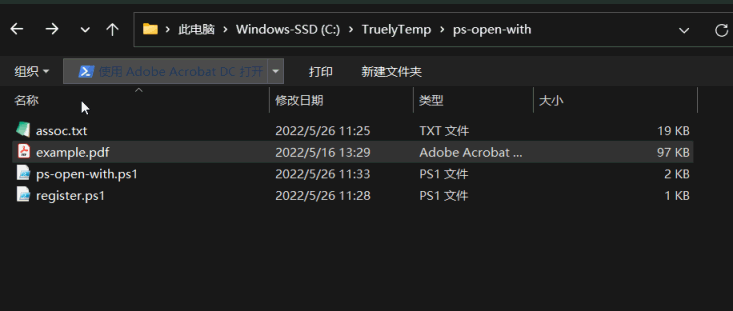 此电脑 > Windows-SSD (C:) > TruelyTemp > ps-open-with
组织 使用 Adobe Acrobat DC 打开 打印 新建文件夹
名称 修改日期 类型 大小
assoc.txt 2022/5/26 11:25 TXT 文件 19 KB
example.pdf 2022/5/16 13:29 Adobe Acrobat ... 97 KB
ps-open-with.ps1 2022/5/26 11:33 PS1 文件 2 KB
register.ps1 2022/5/26 11:28 PS1 文件 1 KB